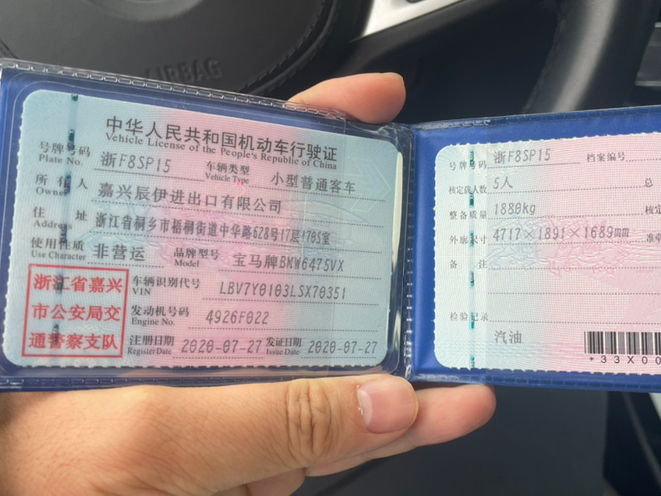 AIRBAG
中华人民共和国机动车行驶证
Vehicle License of the People's Republic of China
号牌号码 浙F8SP15 车辆类型 小型普通客车
Plate No. Vehicle Type
所有人 嘉兴辰伊进出口有限公司
Owner
住址 浙江省桐乡市梧桐街道中华路628号17层1705室
Address
使用性质 非营运 品牌型号 宝马牌BMW6475VX
Use Character Model
浙江省嘉兴
市公安局交
通警察支队
车辆识别代号 LBV7Y0103LSX70351
VIN
发动机号码 4926F022
Engine No.
注册日期 2020-07-27 发证日期 2020-07-27
Register Date Issue Date
号牌号码 浙F8SP15 档案编号
核定载人数 5人 总
整备质量 1880kg 核定
外廓尺寸 4717×1891×1689mm 准牵
备注
检验记录
汽油
*33X00